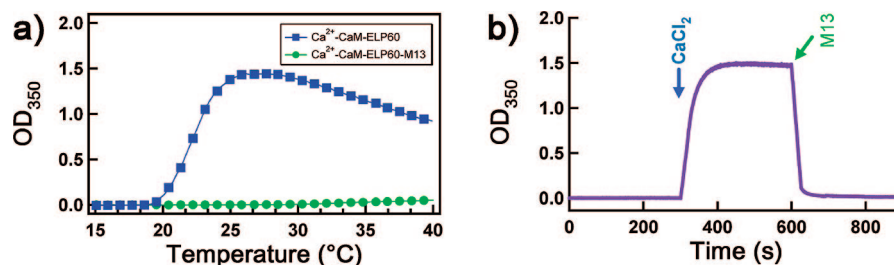 a)
Ca²⁺-CaM-ELP60
Ca²⁺-CaM-ELP60-M13
OD₃₅₀
2.0
1.5
1.0
0.5
0.0
15 20 25 30 35 40
Temperature (°C)
b)
CaCl₂
M13
OD₃₅₀
2.0
1.5
1.0
0.5
0.0
0 200 400 600 800
Time (s)